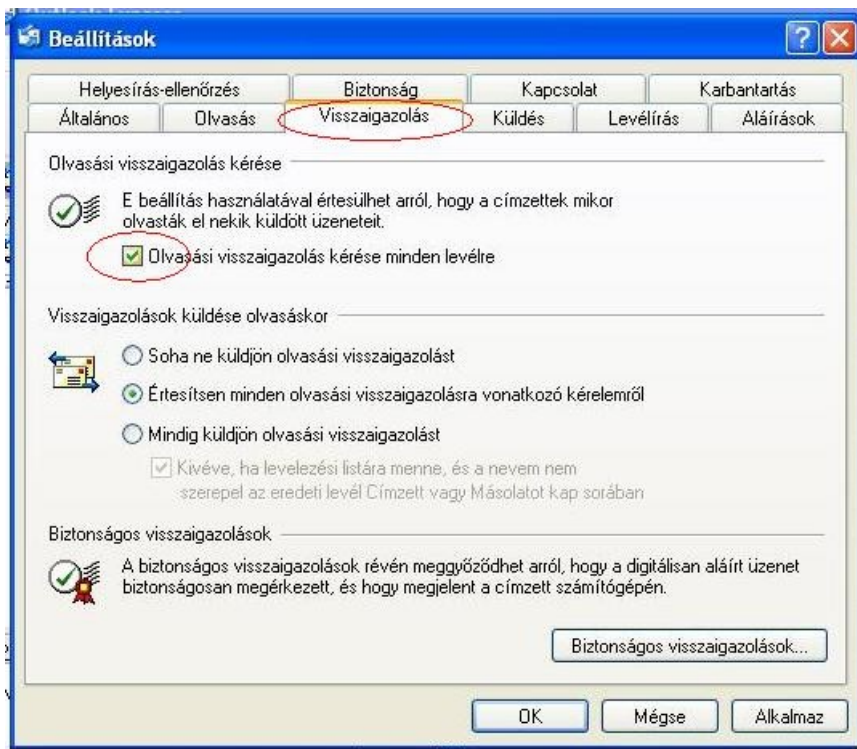 Beállítások
Helyesírás-ellenőrzés Biztonság Kapcsolat Karbantartás
Általános Olvasás Visszaigazolás Küldés Levélírás Aláírások
Olvasási visszaigazolás kérése
E beállítás használatával értesülhet arról, hogy a címzettek mikor
olvasták el nekik küldött üzeneteit.
Olvasási visszaigazolás kérése minden levélre
Visszaigazolások küldése olvasáskor
Soha ne küldjön olvasási visszaigazolást
Értesítsen minden olvasási visszaigazolásra vonatkozó kérelemről
Mindig küldjön olvasási visszaigazolást
Kivéve, ha levelezési listára menne, és a nevem nem
szerepel az eredeti levél Címzett vagy Másolatot kap sorában
Biztonságos visszaigazolások
A biztonságos visszaigazolások révén meggyőződhet arról, hogy a digitálisan aláírt üzenet
biztonságosan megérkezett, és hogy megjelent a címzett számítógépén.
Biztonságos visszaigazolások...
OK Mégse Alkalmaz